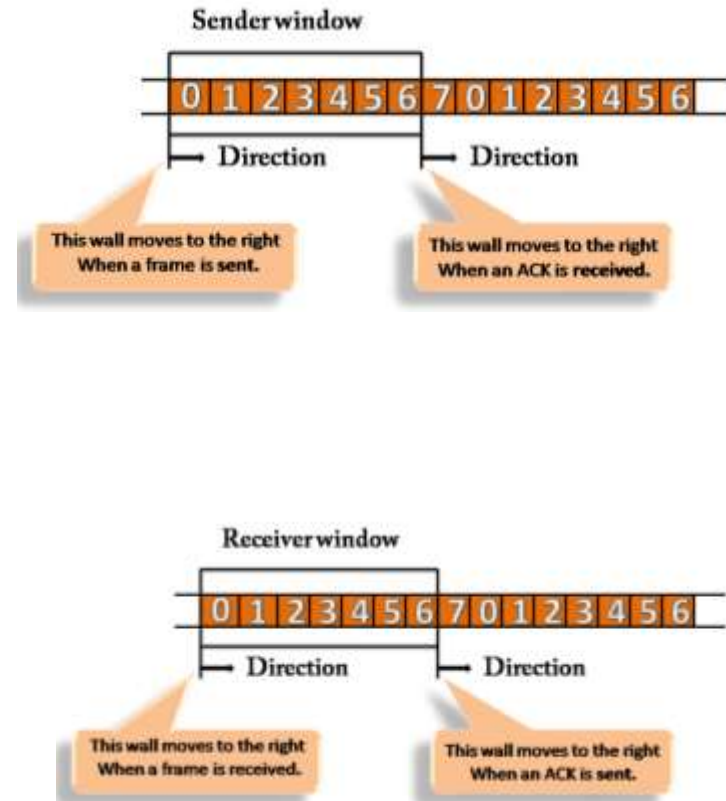 Sender window
0 1 2 3 4 5 6 7 0 1 2 3 4 5 6
Direction Direction
This wall moves to the right
When a frame is sent.
This wall moves to the right
When an ACK is received.
Receiver window
0 1 2 3 4 5 6 7 0 1 2 3 4 5 6
Direction Direction
This wall moves to the right
When a frame is received.
This wall moves to the right
When an ACK is sent.